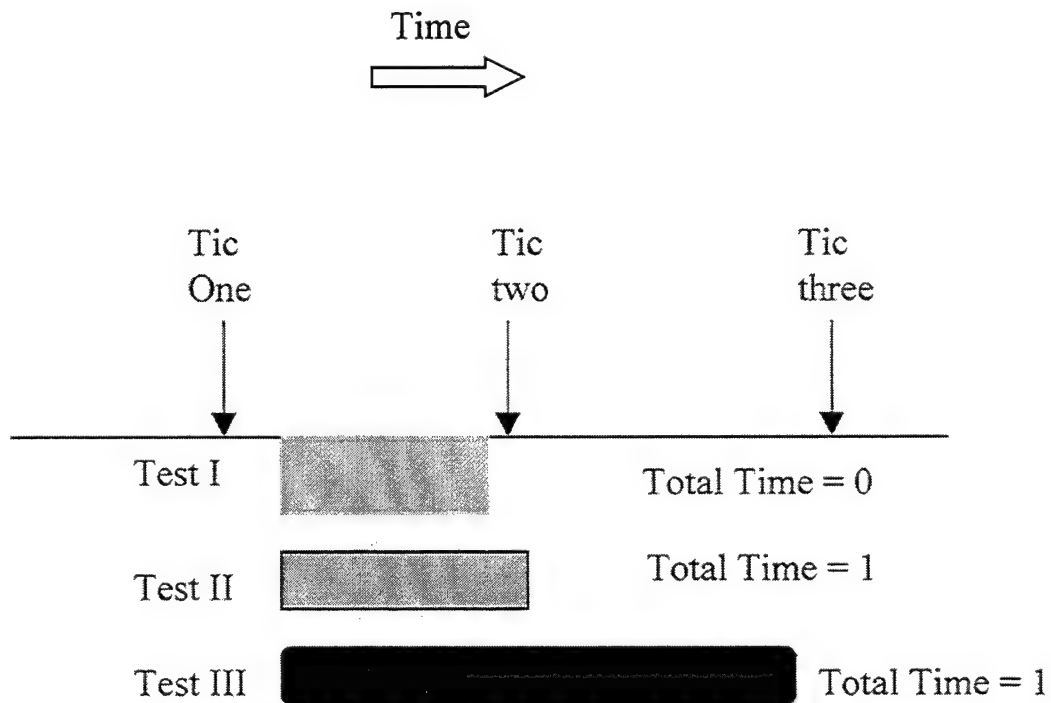 Time
Tic
One
Tic
two
Tic
three
Test I
Total Time = 0
Test II
Total Time = 1
Test III
Total Time = 1